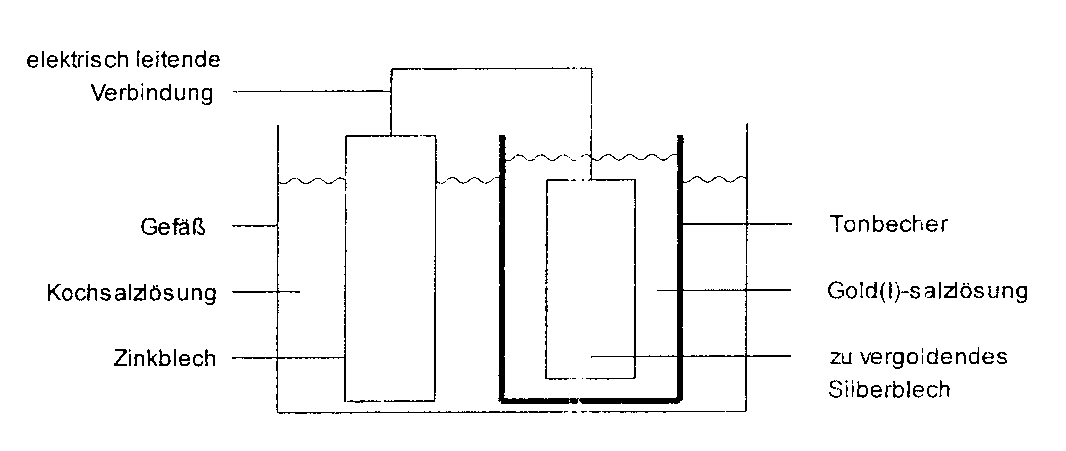 elektrisch leitende
Verbindung
Gefäß
Kochsalzlösung
Zinkblech
Tonbecher
Gold(I)-salzlösung
zu vergoldendes
Silberblech